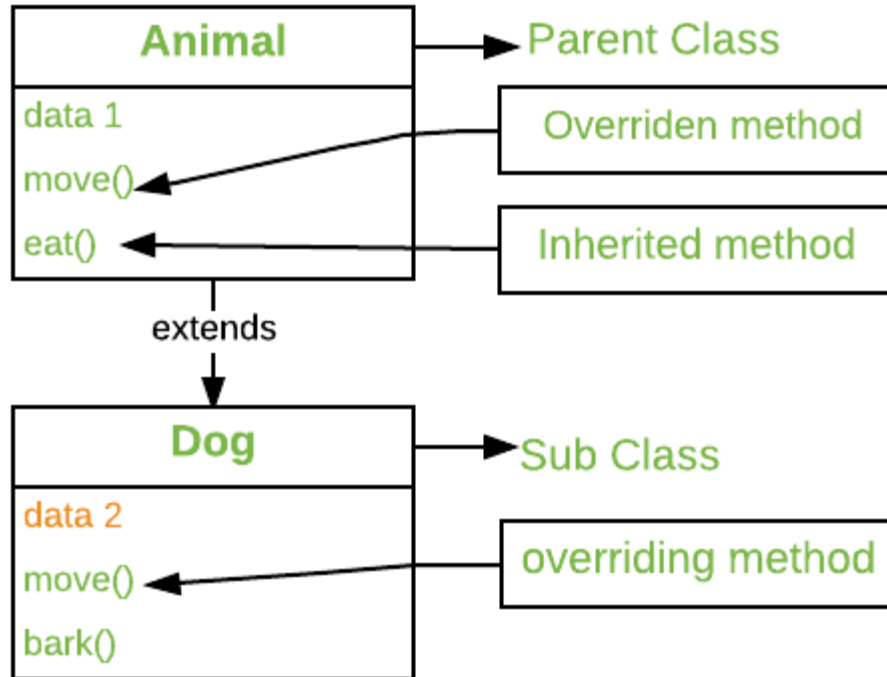 Animal
Parent Class
data 1
Overriden method
move()
eat()
Inherited method
extends
Dog
Sub Class
data 2
overriding method
move()
bark()